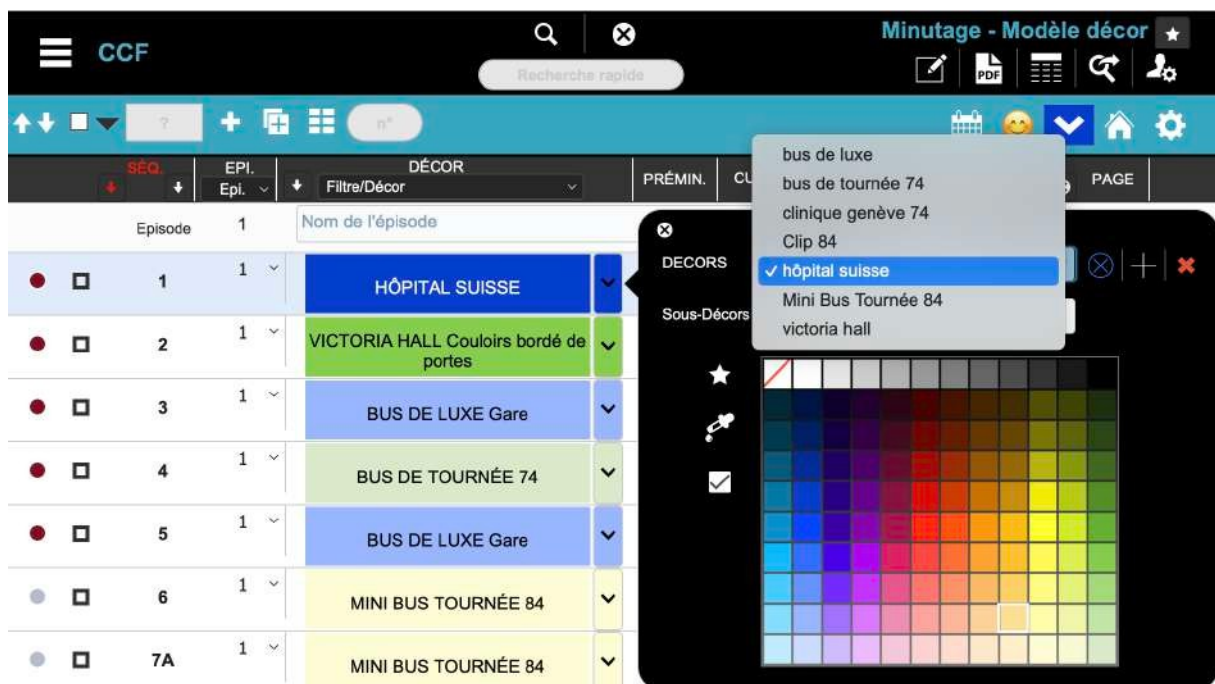 CCF
Recherche rapide
Minutage - Modèle décor
PDF
?
n°
SÉQ.
EPI.
Epi.
DÉCOR
Filtre/Décor
PRÉMIN.
PAGE
Episode
1
Nom de l'épisode
1
1
HÔPITAL SUISSE
2
1
VICTORIA HALL Couloirs bordé de
portes
3
1
BUS DE LUXE Gare
4
1
BUS DE TOURNÉE 74
5
1
BUS DE LUXE Gare
6
1
MINI BUS TOURNÉE 84
7A
1
MINI BUS TOURNÉE 84
DECORS
Sous-Décors
bus de luxe
bus de tournée 74
clinique genève 74
Clip 84
✓ hôpital suisse
Mini Bus Tournée 84
victoria hall